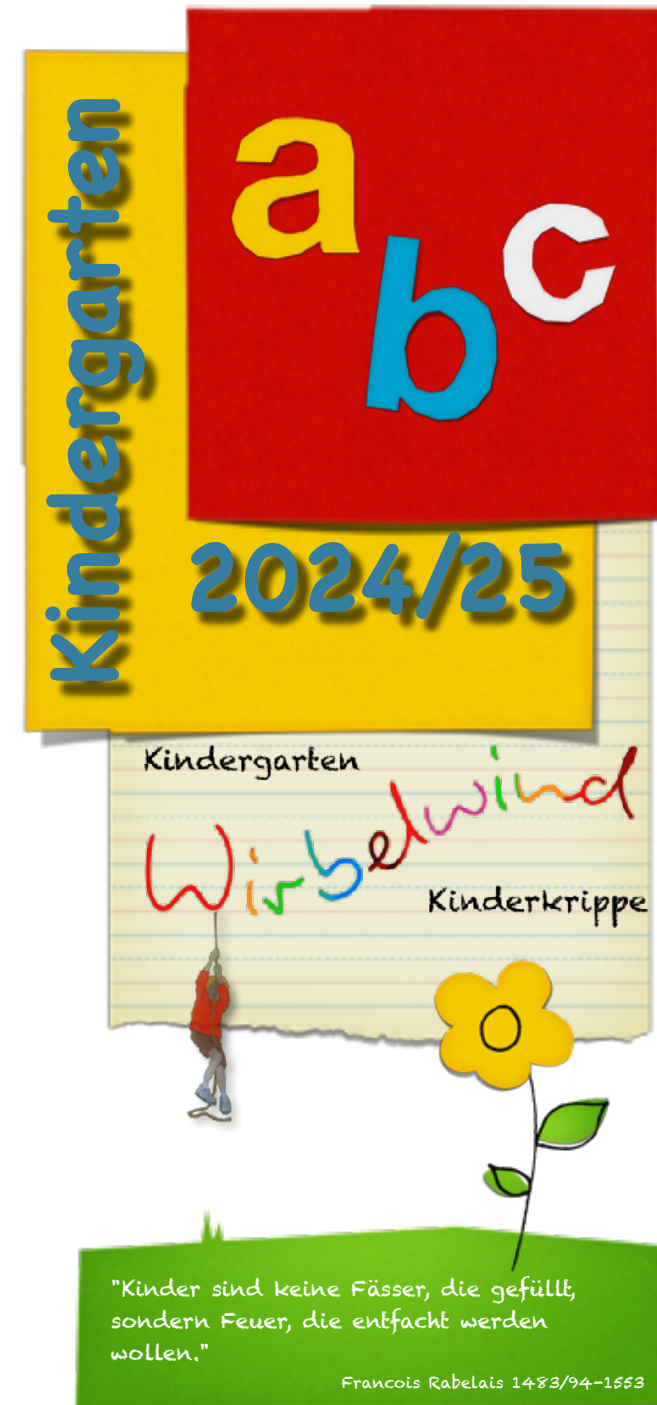 Kindergarten
a
b
c
2024/25
Kindergarten
Wirbelwind
Kinderkrippe
"Kinder sind keine Fässer, die gefüllt,
sondern Feuer, die entfacht werden
wollen."
Francois Rabelais 1483/94-1553